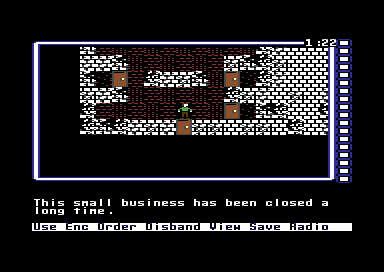 1:22
This small business has been closed a
long time.
Use Enc Order Disband View Save Radio